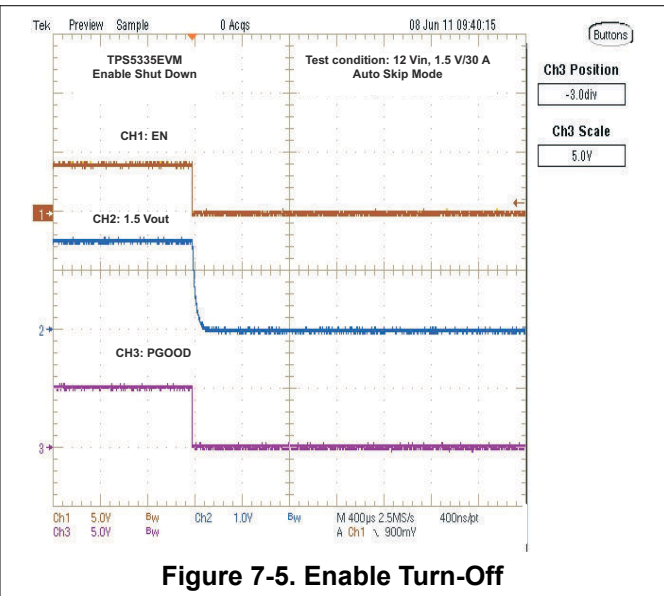 Tek Preview Sample 0 Acqs 08 Jun 11 09:40:15
Buttons
TPS5335EVM
Enable Shut Down
Test condition: 12 Vin, 1.5 V/30 A
Auto Skip Mode
Ch3 Position
-3.0div
Ch3 Scale
5.0V
CH1: EN
1
CH2: 1.5 Vout
2
CH3: PGOOD
3
Ch1 5.0V Bw Ch2 1.0V Bw M 400µs 2.5MS/s 400ns/pt
Ch3 5.0V Bw A Ch1 \ 900mV
Figure 7-5. Enable Turn-Off